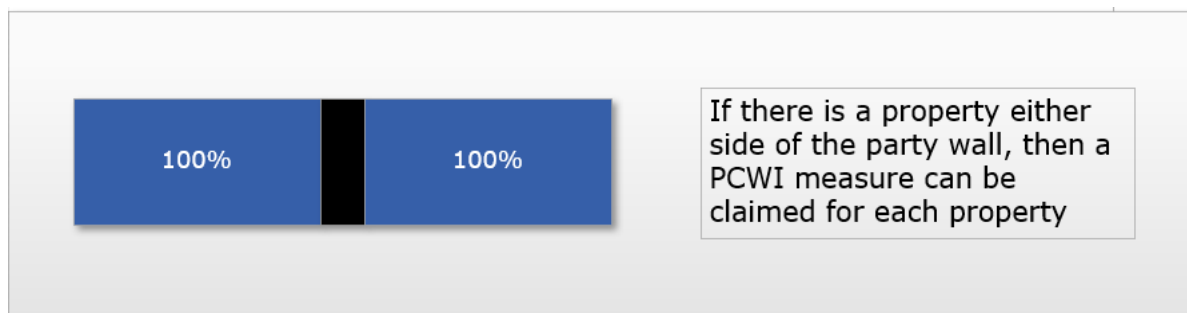 100%
100%
If there is a property either
side of the party wall, then a
PCWI measure can be
claimed for each property